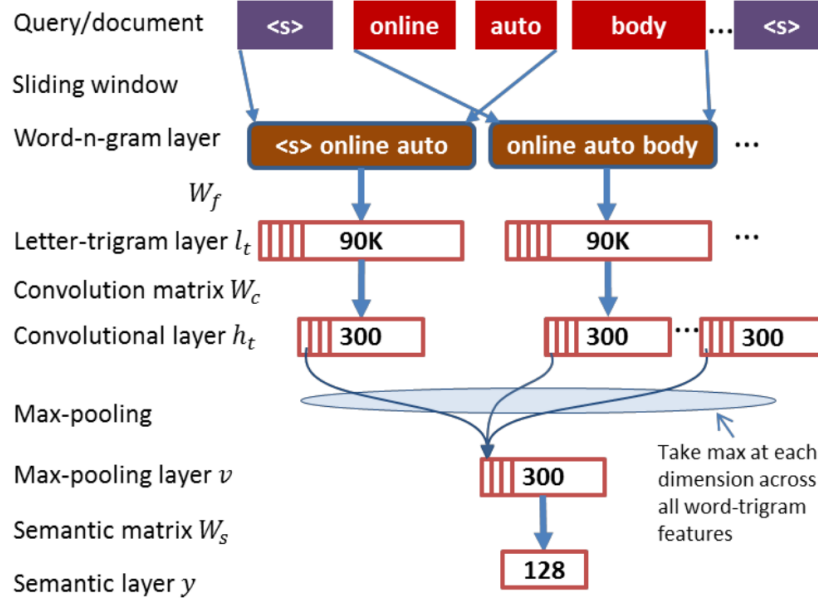 Query/document <s> online auto body ... <s>
Sliding window
Word-n-gram layer <s> online auto online auto body ...
W_f
Letter-trigram layer l_t 90K 90K ...
Convolution matrix W_c
Convolutional layer h_t 300 300 ... 300
Max-pooling
Take max at each
dimension across
all word-trigram
features
Max-pooling layer v 300
Semantic matrix W_s
Semantic layer y 128